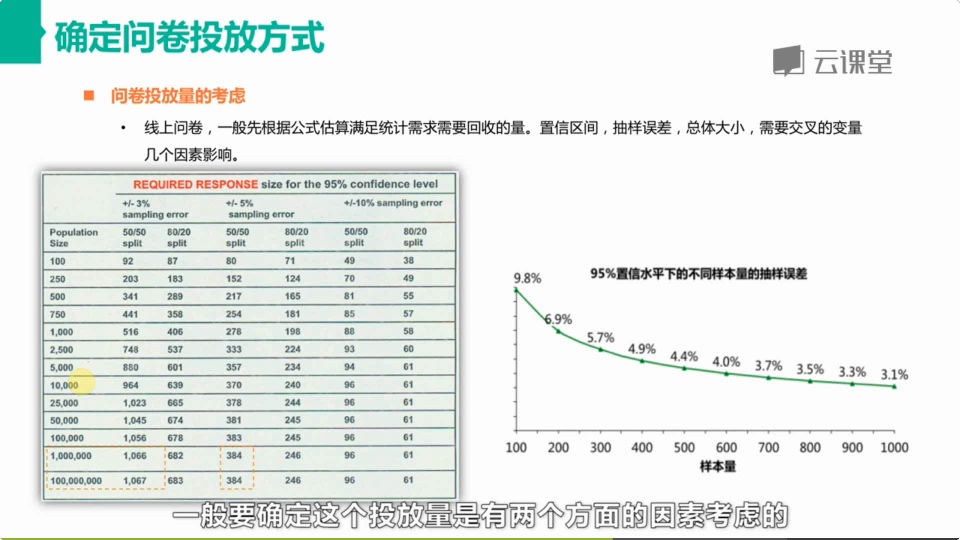 确定问卷投放方式
云课堂
■ 问卷投放量的考虑
• 线上问卷，一般先根据公式估算满足统计需求需要回收的量。置信区间，抽样误差，总体大小，需要交叉的变量
几个因素影响。
REQUIRED RESPONSE size for the 95% confidence level
+/- 3% +/- 5% +/-10% sampling error
sampling error sampling error
Population 50/50 80/20 50/50 80/20 50/50 80/20
Size split split split split split split
100 92 87 80 71 49 38
250 203 183 152 124 70 49
500 341 289 217 165 81 55
750 441 358 254 181 85 57
1,000 516 406 278 198 88 58
2,500 748 537 333 224 93 60
5,000 880 601 357 234 94 61
10,000 964 639 370 240 96 61
25,000 1,023 665 378 244 96 61
50,000 1,045 674 381 245 96 61
100,000 1,056 678 383 245 96 61
1,000,000 1,066 682 384 246 96 61
100,000,000 1,067 683 384 246 96 61
95%置信水平下的不同样本量的抽样误差
9.8% 6.9% 5.7% 4.9% 4.4% 4.0% 3.7% 3.5% 3.3% 3.1%
100 200 300 400 500 600 700 800 900 1000
样本量
一般要确定这个投放量是有两个方面的因素考虑的